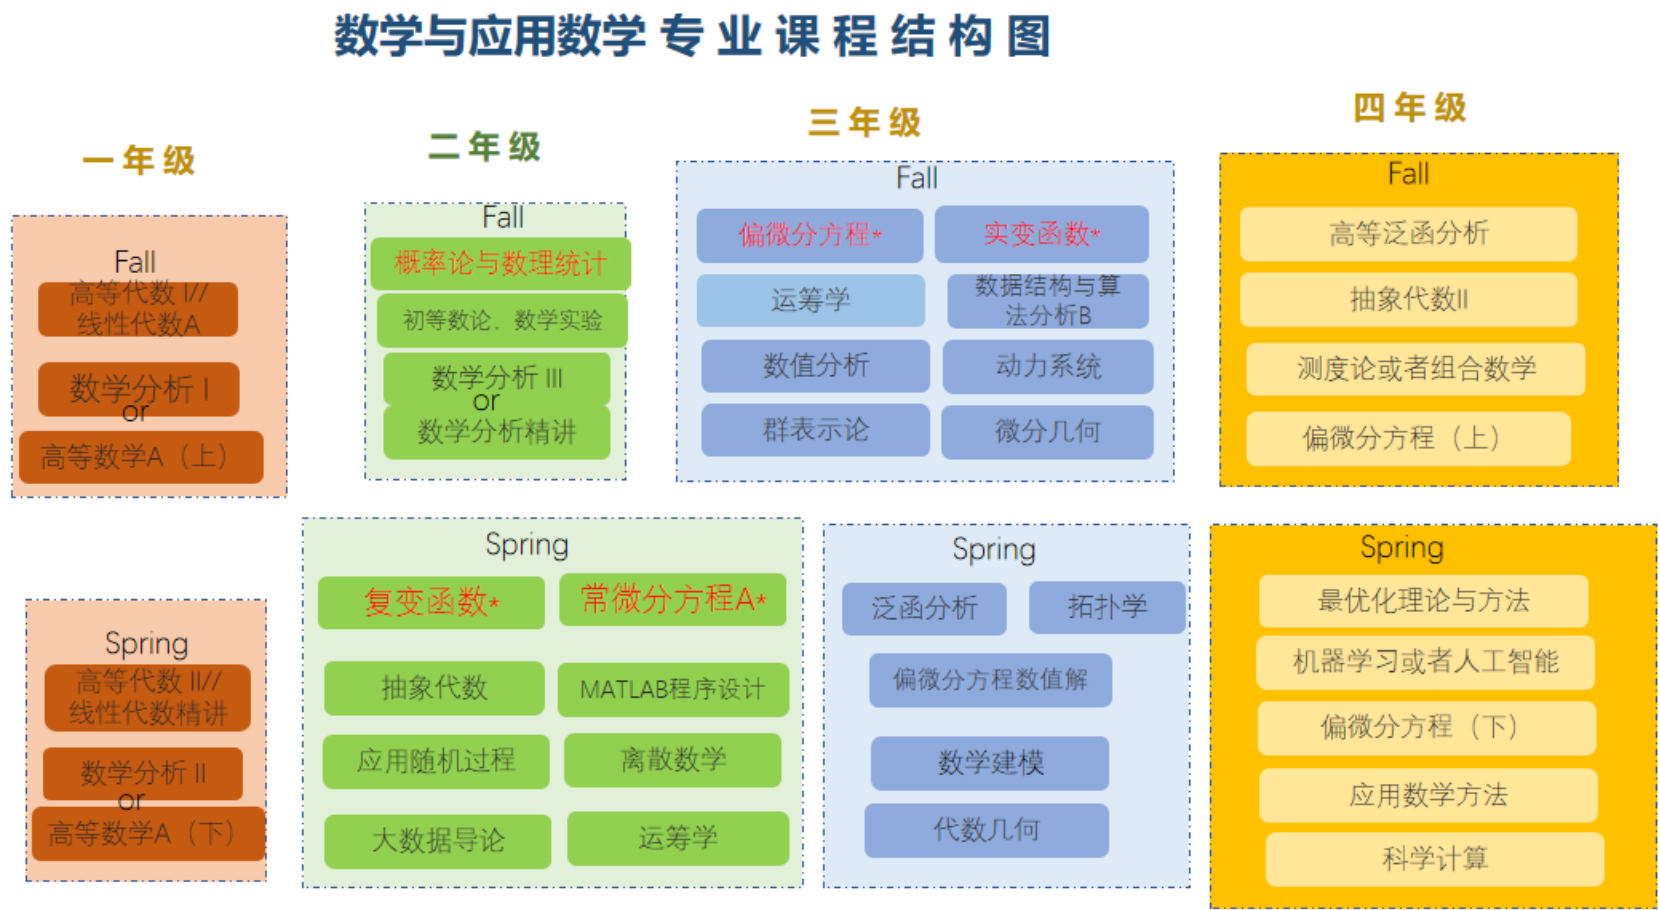 数学与应用数学 专 业 课 程 结 构 图
一 年 级
Fall
高等代数 I//
线性代数A
数学分析 I
or
高等数学A（上）
Spring
高等代数 II//
线性代数精讲
数学分析 II
or
高等数学A（下）
二 年 级
Fall
概率论与数理统计
初等数论、数学实验
数学分析 III
or
数学分析精讲
Spring
复变函数*
常微分方程A*
抽象代数
MATLAB程序设计
应用随机过程
离散数学
大数据导论
运筹学
三 年 级
Fall
偏微分方程*
实变函数*
运筹学
数据结构与算
法分析B
数值分析
动力系统
群表示论
微分几何
Spring
泛函分析
拓扑学
偏微分方程数值解
数学建模
代数几何
四 年 级
Fall
高等泛函分析
抽象代数II
测度论或者组合数学
偏微分方程（上）
Spring
最优化理论与方法
机器学习或者人工智能
偏微分方程（下）
应用数学方法
科学计算